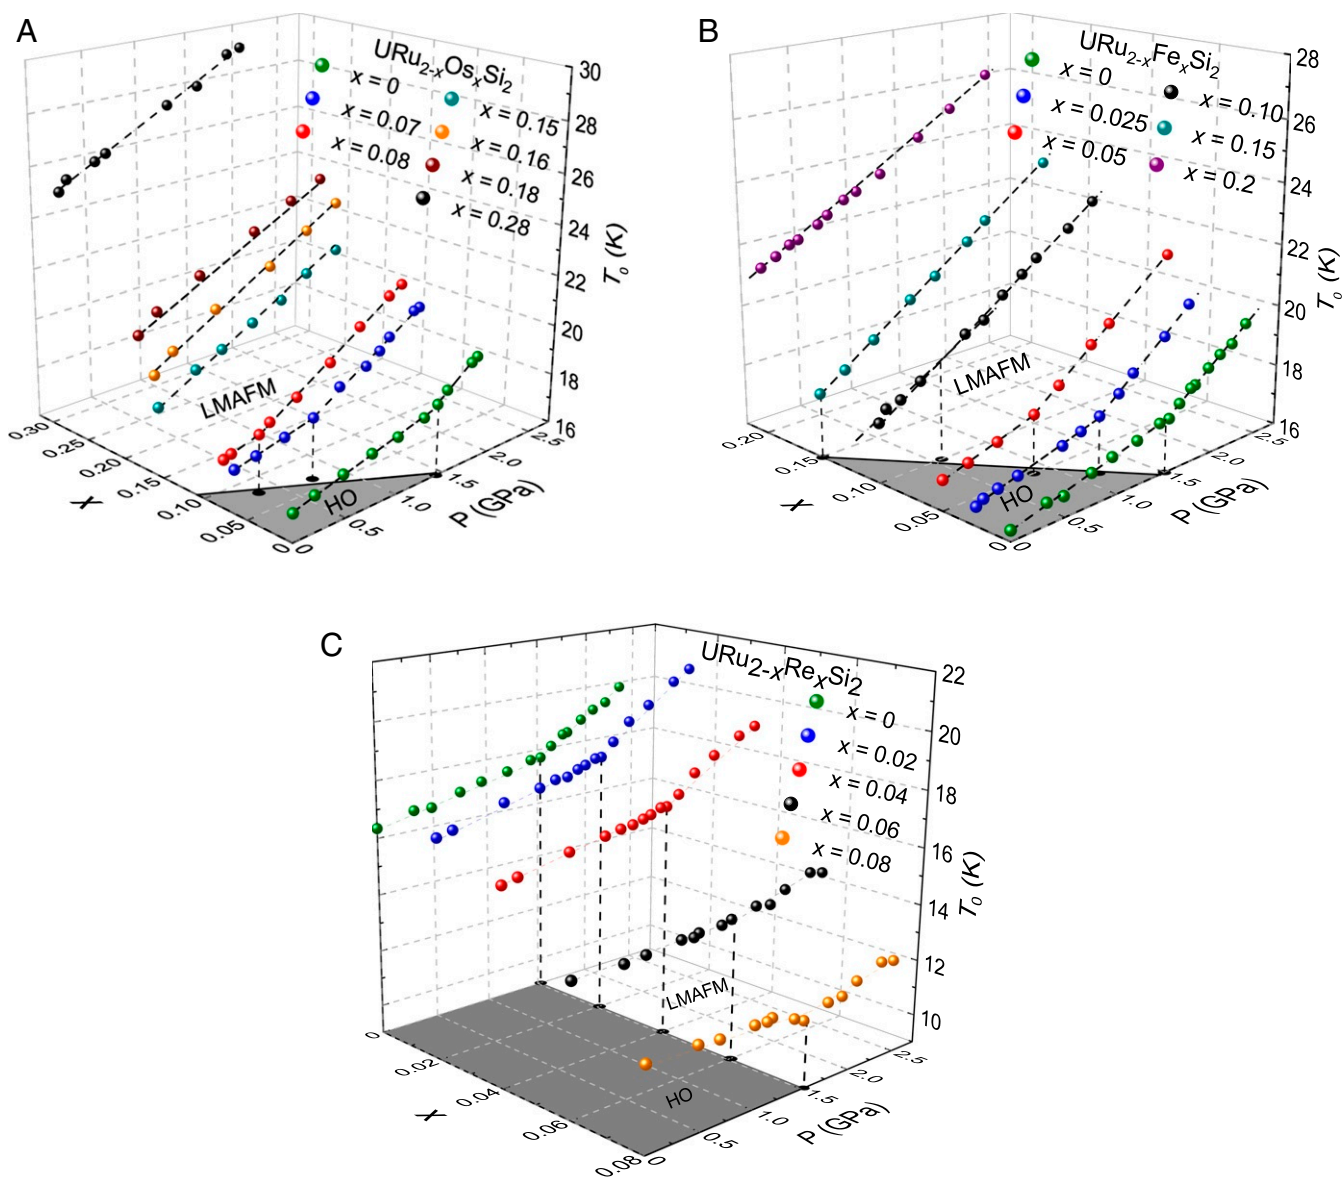 A
URu2-xOsxSi2
x = 0
x = 0.07
x = 0.08
x = 0.15
x = 0.16
x = 0.18
x = 0.28
30
28
26
24
22
20
18
16
T0 (K)
LMAFM
HO
0.30
0.25
0.20
0.15
0.10
0.05
0
X
0
0.5
1.0
1.5
2.0
2.5
P (GPa)
B
URu2-xFexSi2
x = 0
x = 0.025
x = 0.05
x = 0.10
x = 0.15
x = 0.2
28
26
24
22
20
18
16
T0 (K)
LMAFM
HO
0.20
0.15
0.10
0.05
0
X
0
0.5
1.0
1.5
2.0
2.5
P (GPa)
C
URu2-xRexSi2
x = 0
x = 0.02
x = 0.04
x = 0.06
x = 0.08
22
20
18
16
14
12
10
T0 (K)
LMAFM
HO
0
0.02
0.04
0.06
0.08
X
0
0.5
1.0
1.5
2.0
2.5
P (GPa)